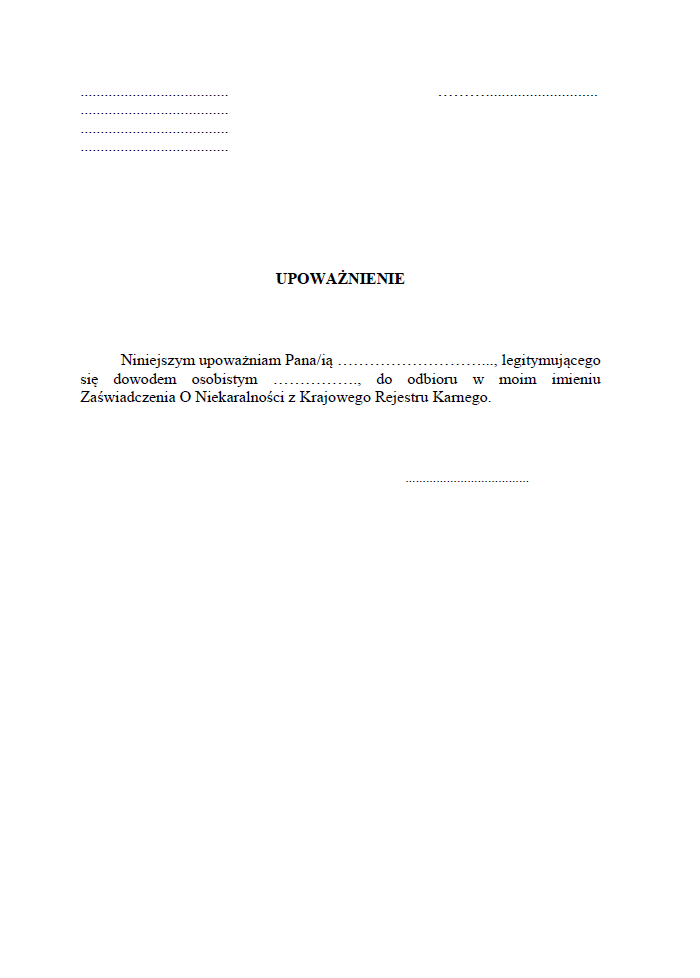 ..................................... ………............................
.....................................
.....................................
.....................................
UPOWAŻNIENIE
Niniejszym upoważniam Pana/ią ………………………..., legitymującego
się dowodem osobistym ……………., do odbioru w moim imieniu
Zaświadczenia O Niekaralności z Krajowego Rejestru Karnego.
....................................